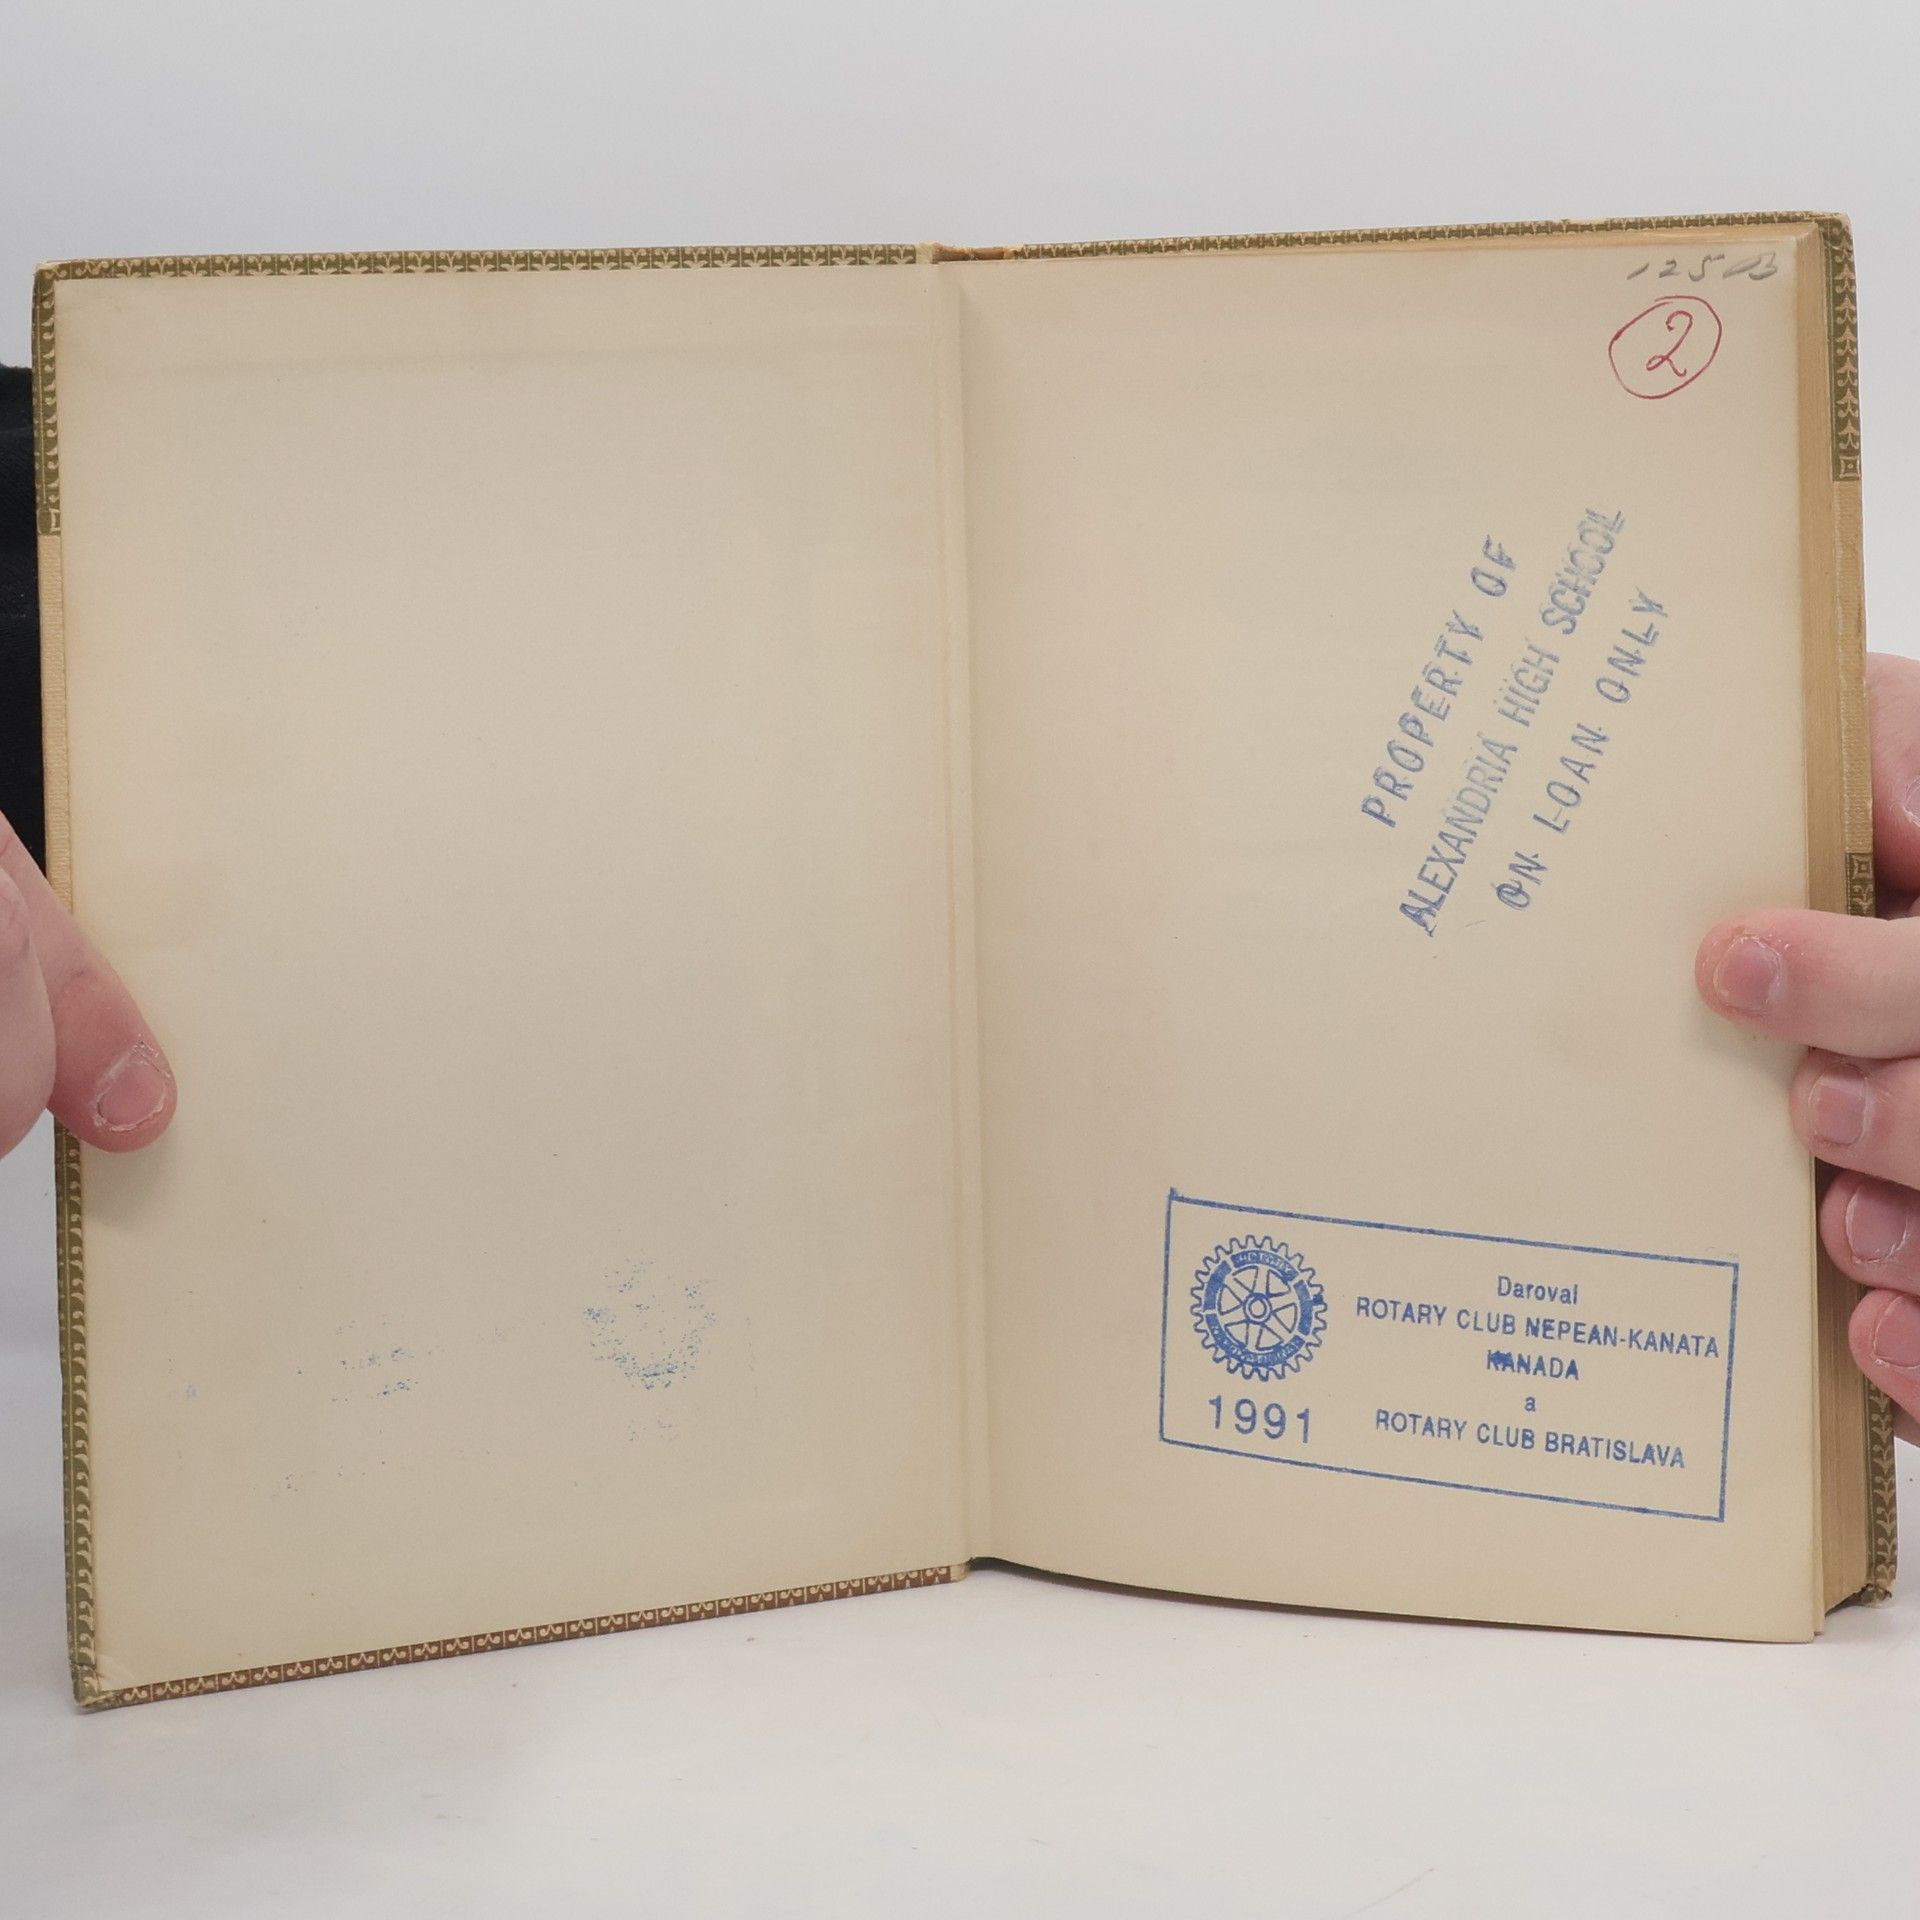 12503
2
PROPERTY OF
ALEXANDRIA HIGH SCHOOL
ON LOAN ONLY
Daroval
ROTARY CLUB NEPEAN-KANATA
KANADA
a
ROTARY CLUB BRATISLAVA
1991